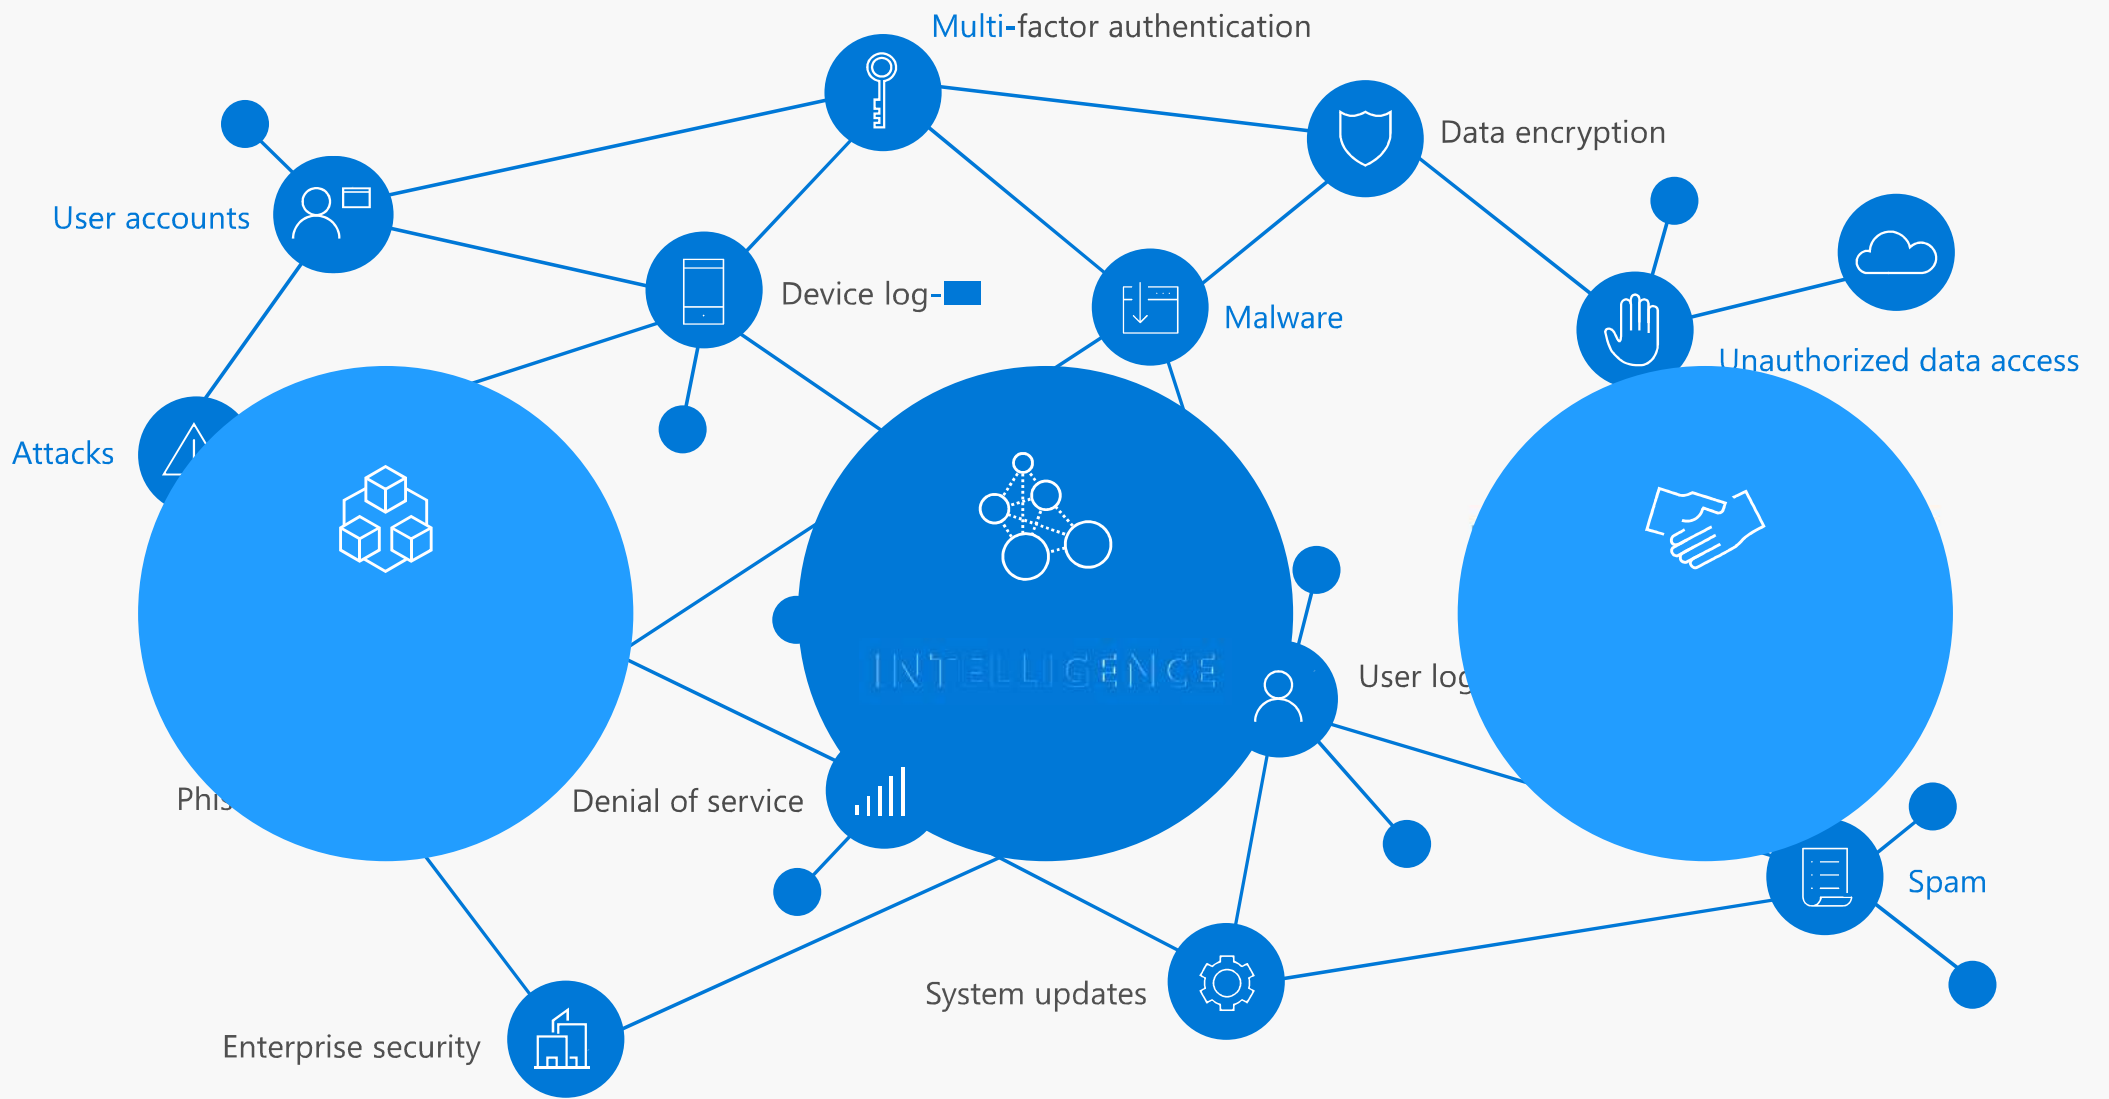 Multi-factor authentication
Data encryption
User accounts
Device log-
Malware
Unauthorized data access
Attacks
INTELLIGENCE
User log
Phis
Denial of service
Spam
System updates
Enterprise security